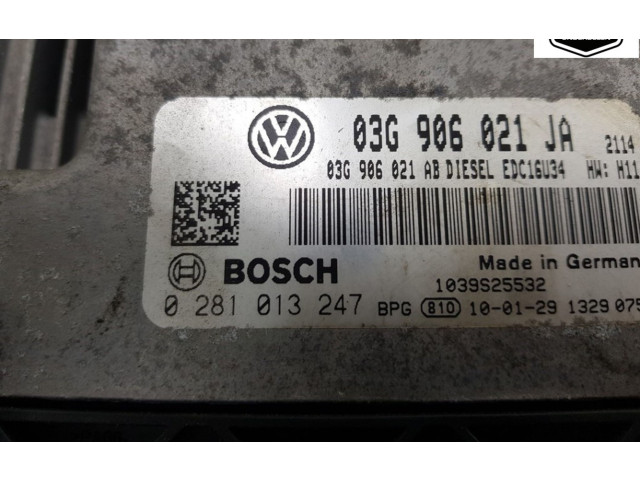 03G 906 021 JA 2114
03G 906 021 AB DIESEL EDC16U34 HW: H11
BOSCH
Made in German
1039S25532
0 281 013 247 BPG 810 10-01-29 1329 075